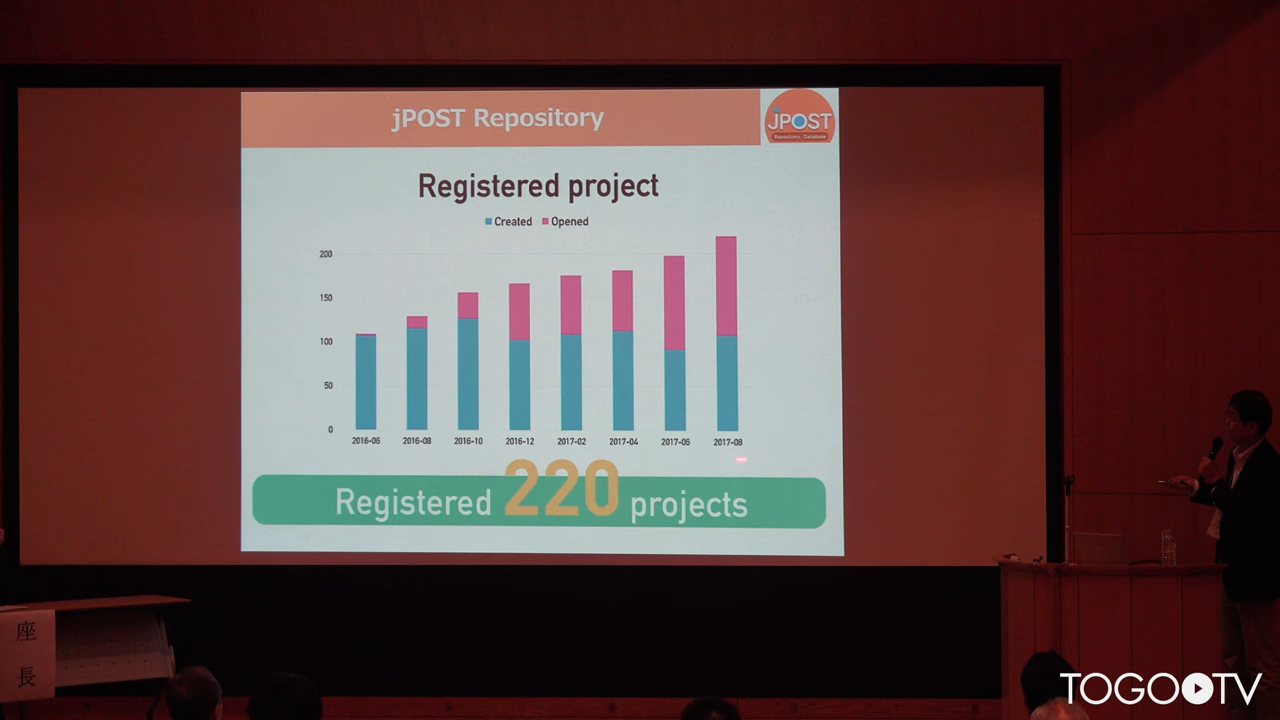 jPOST Repository
jPOST
Repository / Database
Registered project
Created Opened
200
150
100
50
0
2016-06 2016-08 2016-10 2016-12 2017-02 2017-04 2017-06 2017-08
Registered 220 projects
座
長
TOGO TV